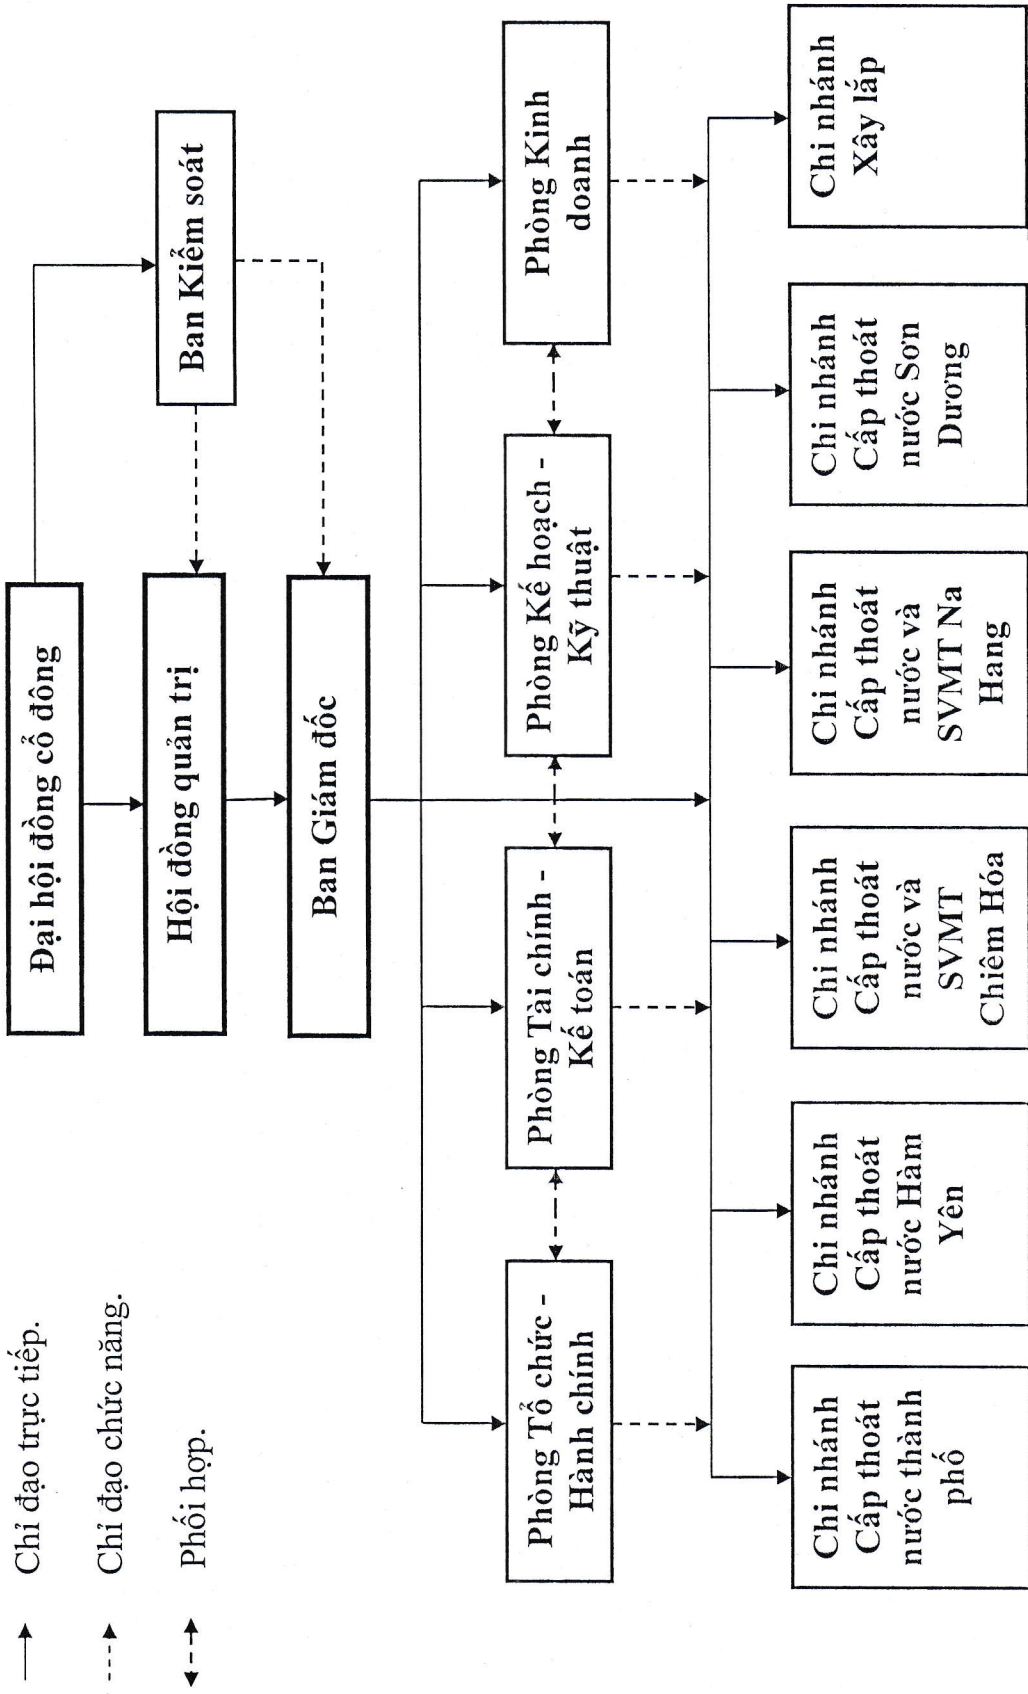 Chỉ đạo trực tiếp.
Chỉ đạo chức năng.
Phối hợp.
Đại hội đồng cổ đông
Ban Kiểm soát
Hội đồng quản trị
Ban Giám đốc
Phòng Tổ chức -
Hành chính
Phòng Tài chính -
Kế toán
Phòng Kế hoạch -
Kỹ thuật
Phòng Kinh
doanh
Chi nhánh
Cấp thoát
nước thành
phố
Chi nhánh
Cấp thoát
nước Hàm
Yên
Chi nhánh
Cấp thoát
nước và
SVMT
Chiêm Hóa
Chi nhánh
Cấp thoát
nước và
SVMT Na
Hang
Chi nhánh
Cấp thoát
nước Sơn
Dương
Chi nhánh
Xây lắp